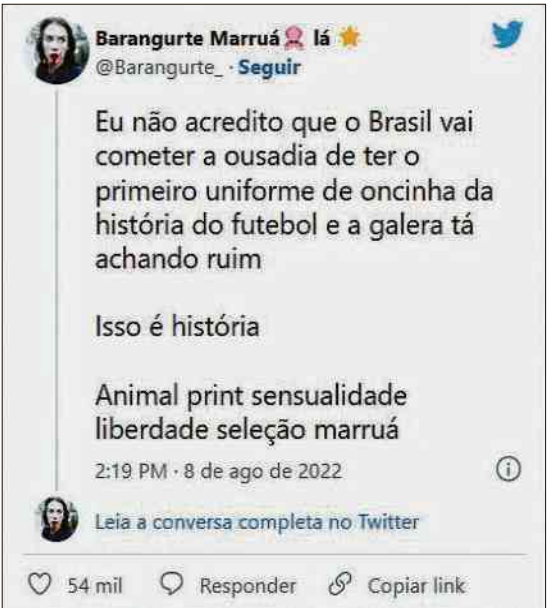 Barangurte Marruá lá
@Barangurte_ · Seguir
Eu não acredito que o Brasil vai
cometer a ousadia de ter o
primeiro uniforme de oncinha da
história do futebol e a galera tá
achando ruim
Isso é história
Animal print sensualidade
liberdade seleção marruá
2:19 PM · 8 de ago de 2022
Leia a conversa completa no Twitter
54 mil Responder Copiar link